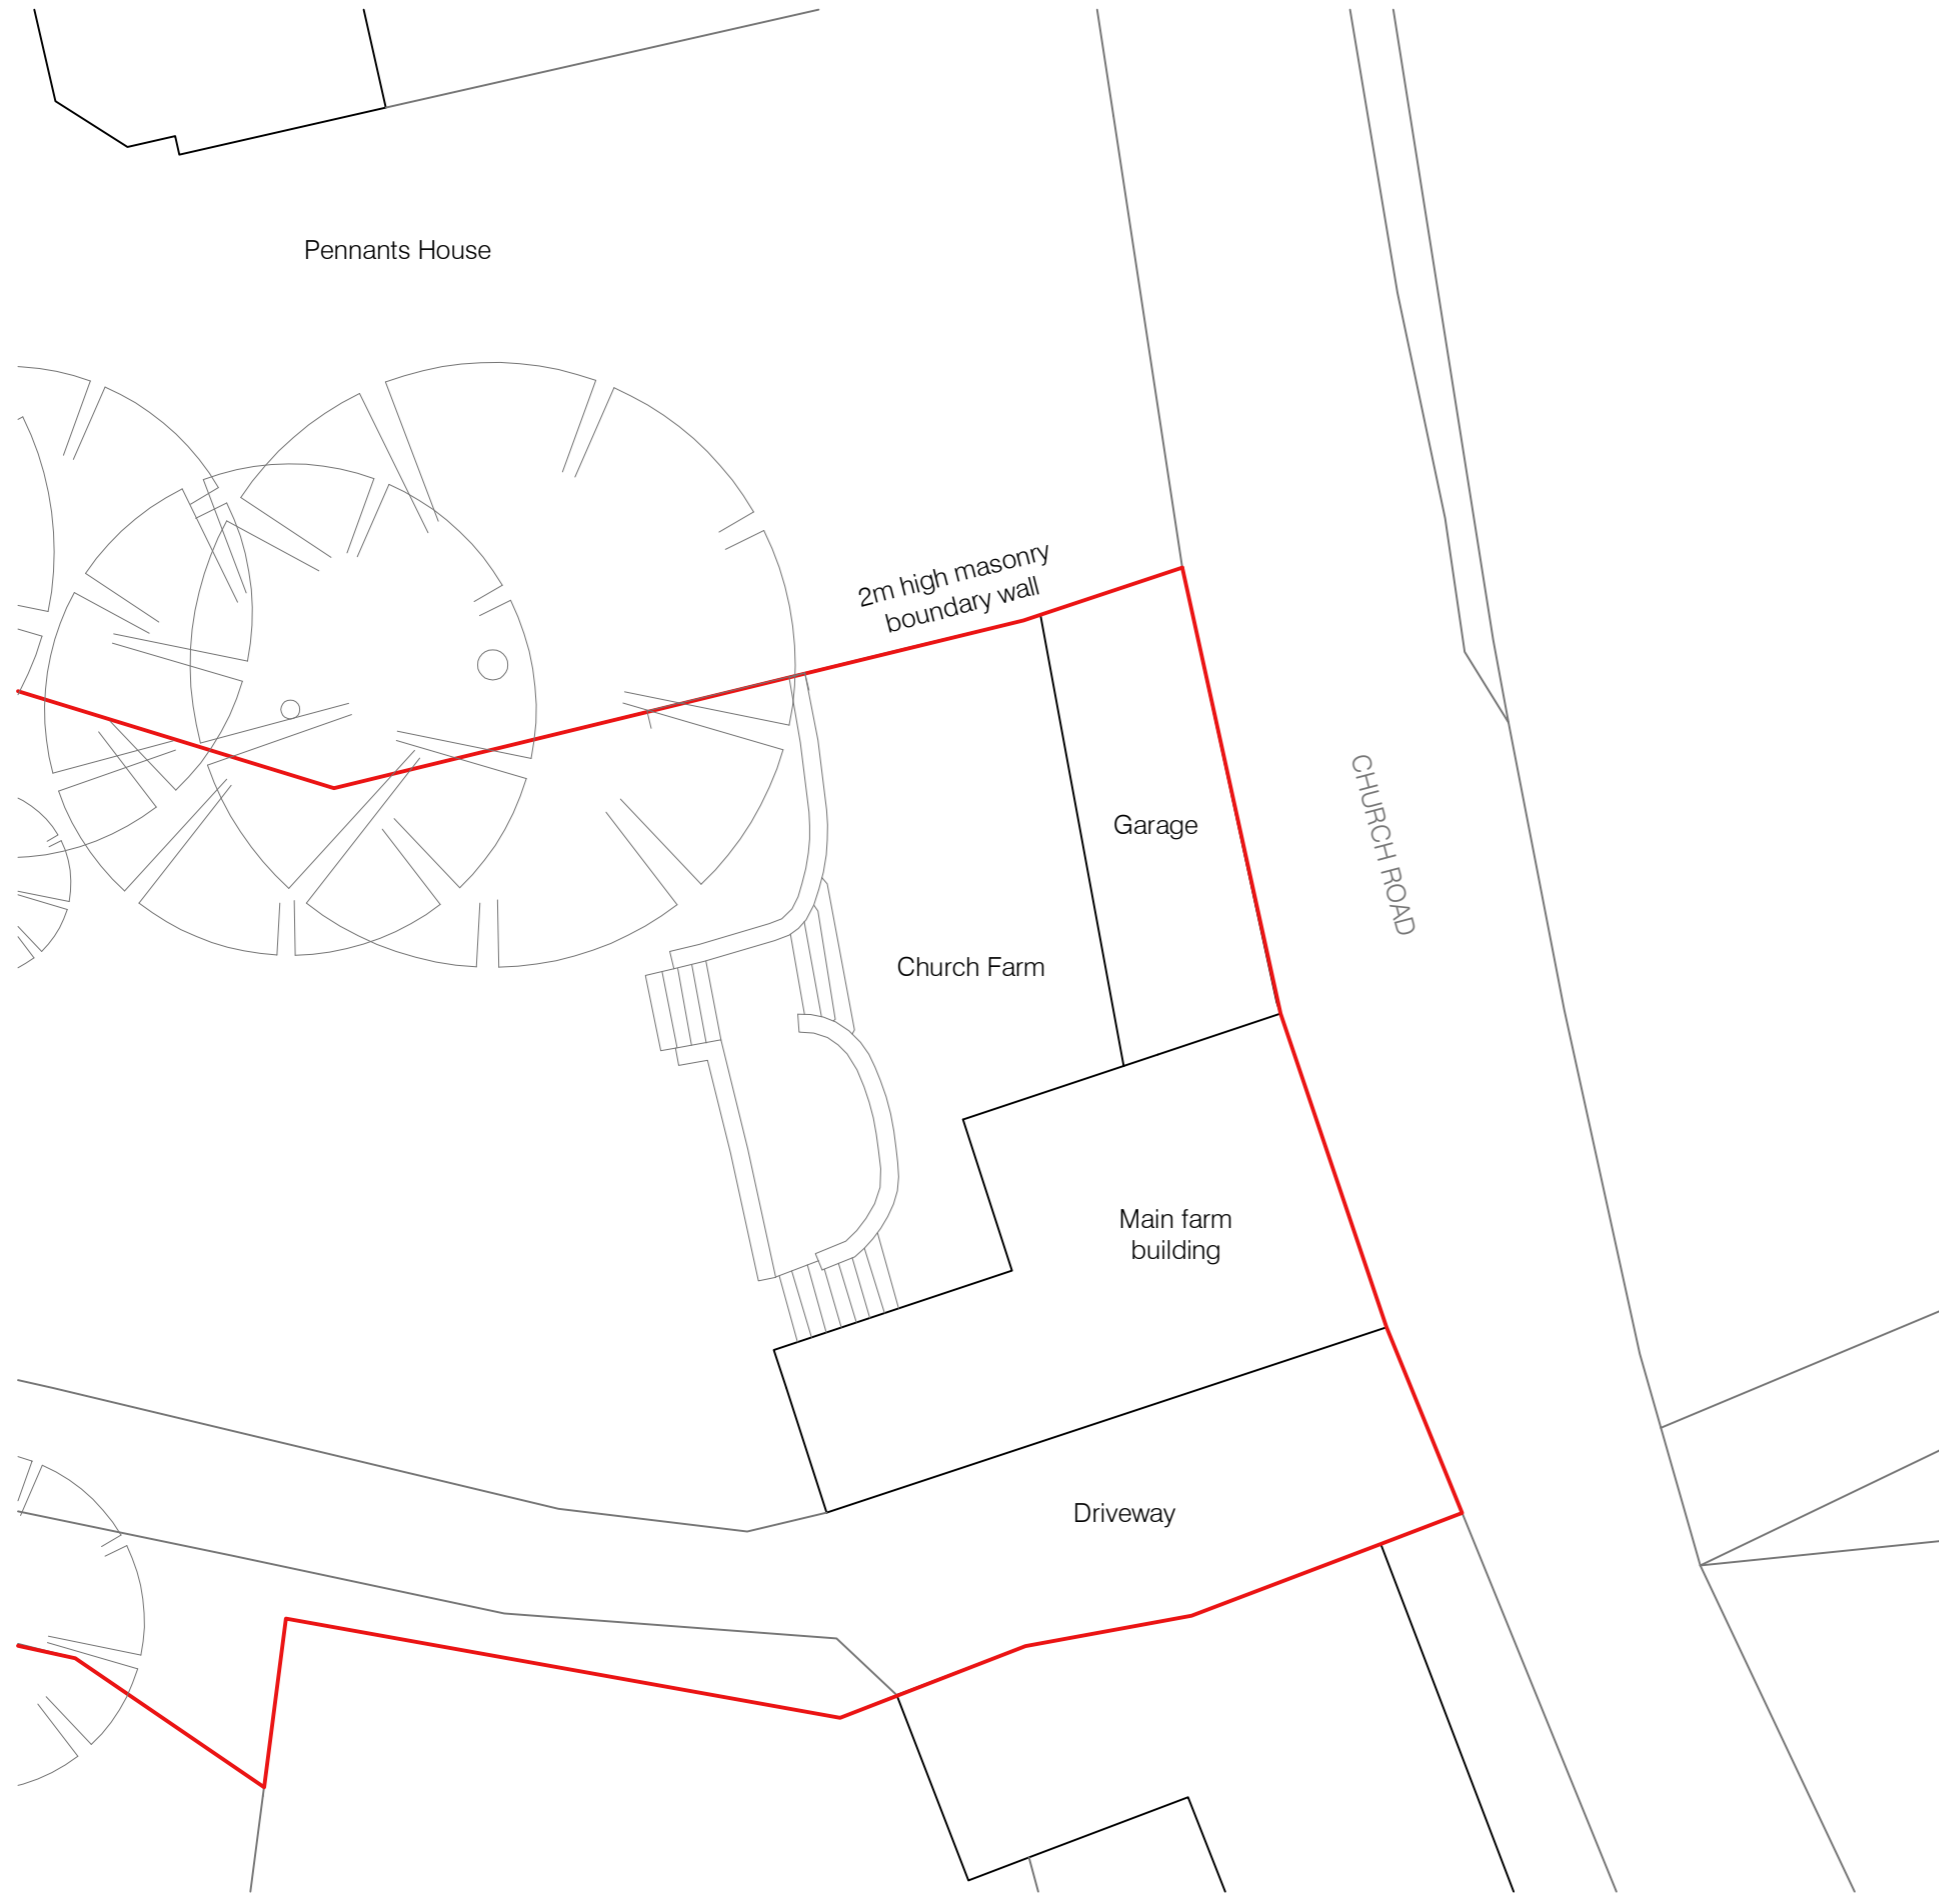 Pennants House
2m high masonry
boundary wall
Garage
CHURCH ROAD
Church Farm
Main farm
building
Driveway